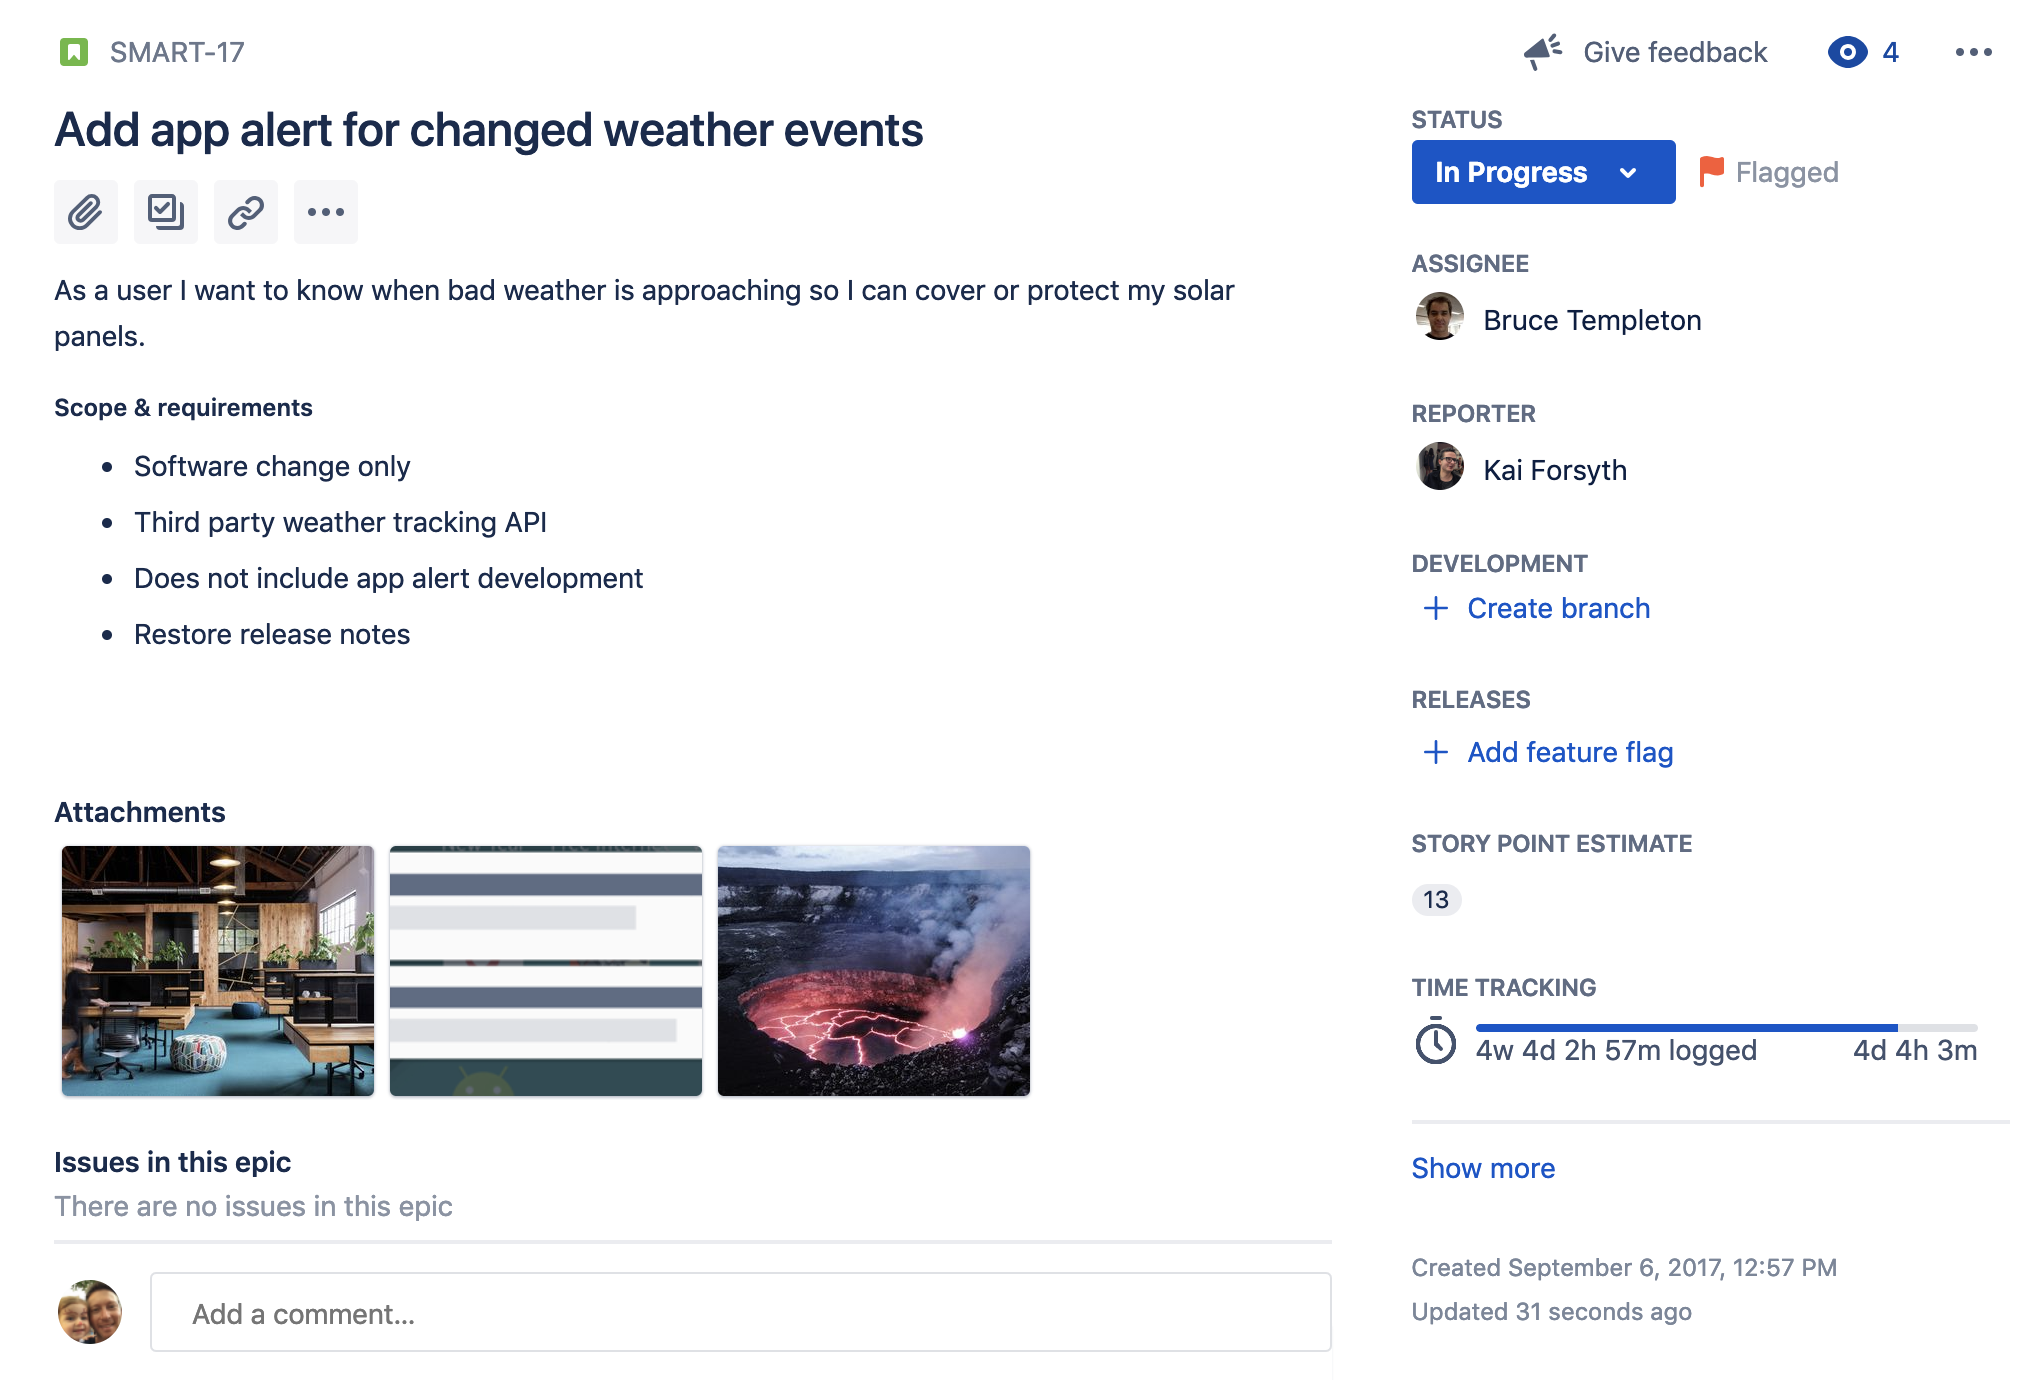 SMART-17
Give feedback
4
Add app alert for changed weather events
As a user I want to know when bad weather is approaching so I can cover or protect my solar
panels.
Scope & requirements
Software change only
Third party weather tracking API
Does not include app alert development
Restore release notes
Attachments
Issues in this epic
There are no issues in this epic
Add a comment...
STATUS
In Progress
Flagged
ASSIGNEE
Bruce Templeton
REPORTER
Kai Forsyth
DEVELOPMENT
+ Create branch
RELEASES
+ Add feature flag
STORY POINT ESTIMATE
13
TIME TRACKING
4w 4d 2h 57m logged
4d 4h 3m
Show more
Created September 6, 2017, 12:57 PM
Updated 31 seconds ago